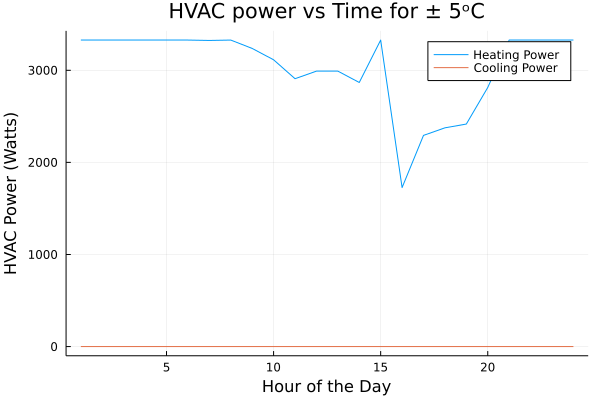 HVAC power vs Time for ± 5ᵒC
HVAC Power (Watts)
3000
2000
1000
0
Heating Power
Cooling Power
5
10
15
20
Hour of the Day